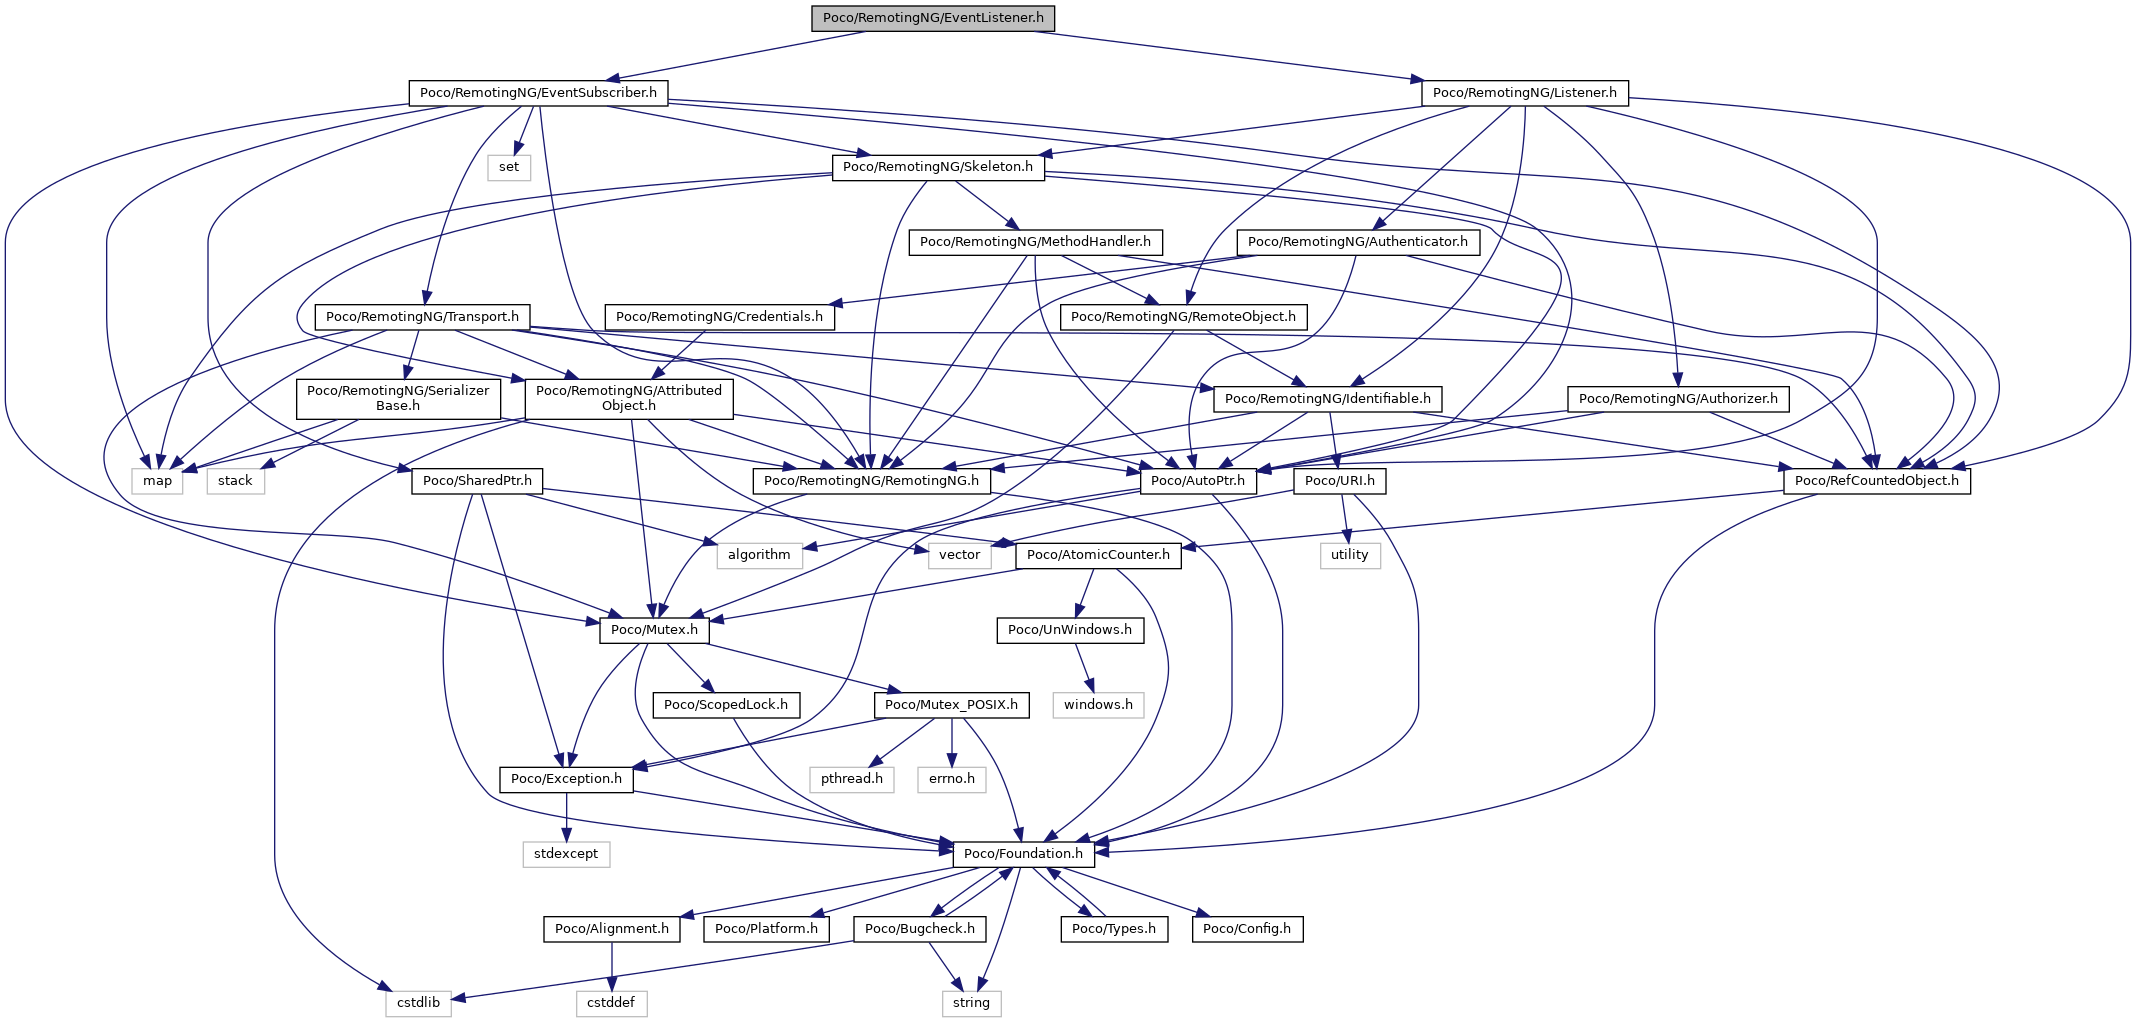 Poco/RemotingNG/EventListener.h
Poco/RemotingNG/EventSubscriber.h
Poco/RemotingNG/Listener.h
set
Poco/RemotingNG/Skeleton.h
Poco/RemotingNG/MethodHandler.h
Poco/RemotingNG/Authenticator.h
Poco/RemotingNG/Transport.h
Poco/RemotingNG/Credentials.h
Poco/RemotingNG/RemoteObject.h
Poco/RemotingNG/Serializer
Base.h
Poco/RemotingNG/Attributed
Object.h
Poco/RemotingNG/Identifiable.h
Poco/RemotingNG/Authorizer.h
map
stack
Poco/SharedPtr.h
Poco/RemotingNG/RemotingNG.h
Poco/AutoPtr.h
Poco/URI.h
Poco/RefCountedObject.h
algorithm
vector
Poco/AtomicCounter.h
utility
Poco/Mutex.h
Poco/UnWindows.h
Poco/ScopedLock.h
Poco/Mutex_POSIX.h
windows.h
Poco/Exception.h
pthread.h
errno.h
stdexcept
Poco/Foundation.h
Poco/Alignment.h
Poco/Platform.h
Poco/Bugcheck.h
Poco/Types.h
Poco/Config.h
cstdlib
cstddef
string